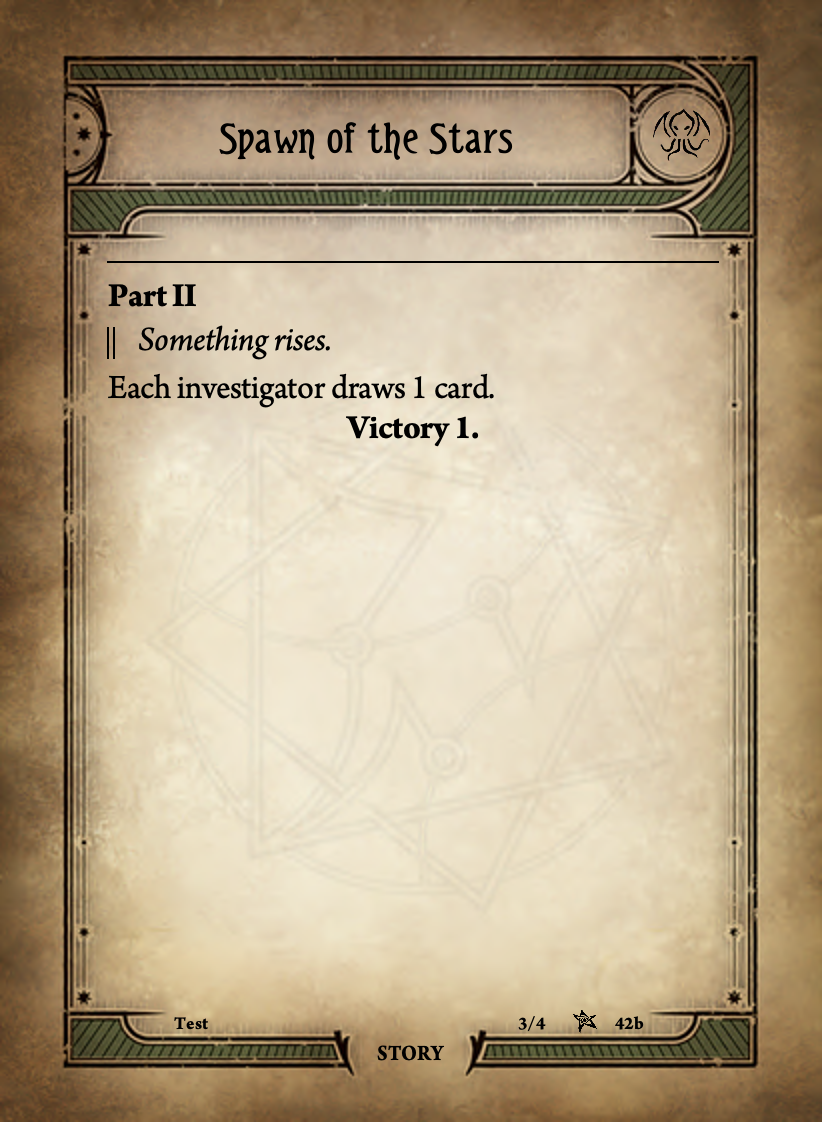 Spawn of the Stars
Part II
Something rises.
Each investigator draws 1 card.
Victory 1.
Test
3/4
42b
STORY